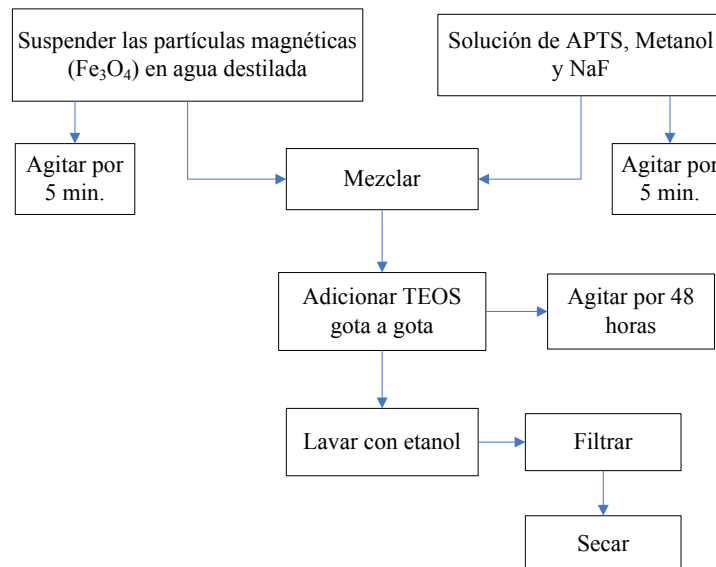 Suspender las partículas magnéticas
(Fe₃O₄) en agua destilada
Solución de APTS, Metanol
y NaF
Agitar por
5 min.
Mezclar
Agitar por
5 min.
Adicionar TEOS
gota a gota
Agitar por 48
horas
Lavar con etanol
Filtrar
Secar